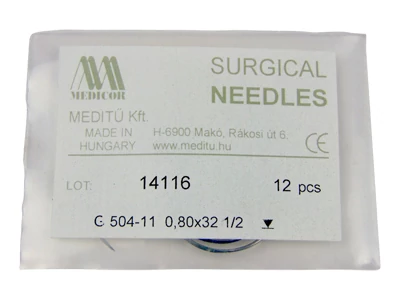 MEDICOR
SURGICAL
NEEDLES
MEDITÜ Kft.
MADE IN
HUNGARY
H-6900 Makó, Rákosi út 6.
www.meditu.hu
CE
LOT: 14116 12 pcs
G 504-11 0,80x32 1/2